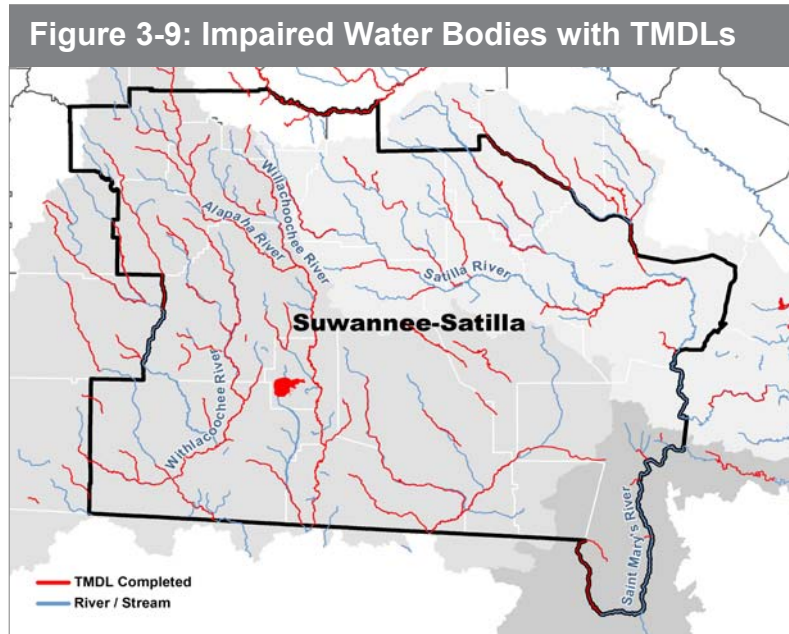 Figure 3-9: Impaired Water Bodies with TMDLs
Willachoochee River
Alapaha River
Satilla River
Suwannee-Satilla
Withlacoochee River
Saint Mary's River
TMDL Completed
River / Stream